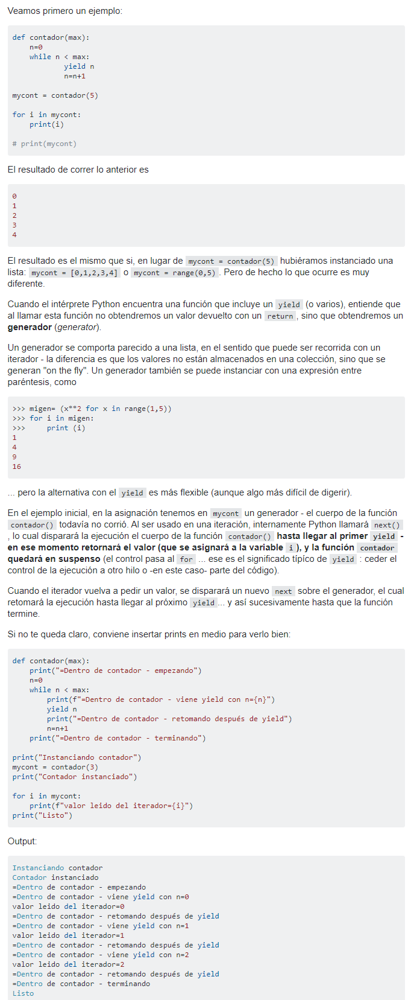 Veamos primero un ejemplo:
def contador(max):
    n=0
    while n < max:
            yield n
            n=n+1
mycont = contador(5)
for i in mycont:
    print(i)
# print(mycont)
El resultado de correr lo anterior es
0
1
2
3
4
El resultado es el mismo que si, en lugar de mycont = contador(5) hubiéramos instanciado una
lista: mycont = [0,1,2,3,4] o mycont = range(0,5). Pero de hecho lo que ocurre es muy
diferente.
Cuando el intérprete Python encuentra una función que incluye un yield (o varios), entiende que
al llamar esta función no obtendremos un valor devuelto con un return, sino que obtendremos un
generador (generator).
Un generador se comporta parecido a una lista, en el sentido que puede ser recorrida con un
iterador - la diferencia es que los valores no están almacenados en una colección, sino que se
generan "on the fly". Un generador también se puede instanciar con una expresión entre
paréntesis, como
>>> migen= (x**2 for x in range(1,5))
>>> for i in migen:
>>>     print (i)
1
4
9
16
... pero la alternativa con el yield es más flexible (aunque algo más difícil de digerir).
En el ejemplo inicial, en la asignación tenemos en mycont un generador - el cuerpo de la función
contador() todavía no corrió. Al ser usado en una iteración, internamente Python llamará next()
, lo cual disparará la ejecución el cuerpo de la función contador() hasta llegar al primer yield -
en ese momento retornará el valor (que se asignará a la variable i), y la función contador
quedará en suspenso (el control pasa al for ... ese es el significado típíco de yield : ceder el
control de la ejecución a otro hilo o -en este caso- parte del código).
Cuando el iterador vuelva a pedir un valor, se disparará un nuevo next sobre el generador, el cual
retomará la ejecución hasta llegar al próximo yield... y así sucesivamente hasta que la función
termine.
Si no te queda claro, conviene insertar prints en medio para verlo bien:
def contador(max):
    print("=Dentro de contador - empezando")
    n=0
    while n < max:
        print(f"=Dentro de contador - viene yield con n={n}")
        yield n
        print("=Dentro de contador - retomando después de yield")
        n=n+1
    print("=Dentro de contador - terminando")
print("Instanciando contador")
mycont = contador(3)
print("Contador instanciado")
for i in mycont:
    print(f"valor leido del iterador={i}")
print("Listo")
Output:
Instanciando contador
Contador instanciado
=Dentro de contador - empezando
=Dentro de contador - viene yield con n=0
valor leido del iterador=0
=Dentro de contador - retomando después de yield
=Dentro de contador - viene yield con n=1
valor leido del iterador=1
=Dentro de contador - retomando después de yield
=Dentro de contador - viene yield con n=2
valor leido del iterador=2
=Dentro de contador - retomando después de yield
=Dentro de contador - terminando
Listo